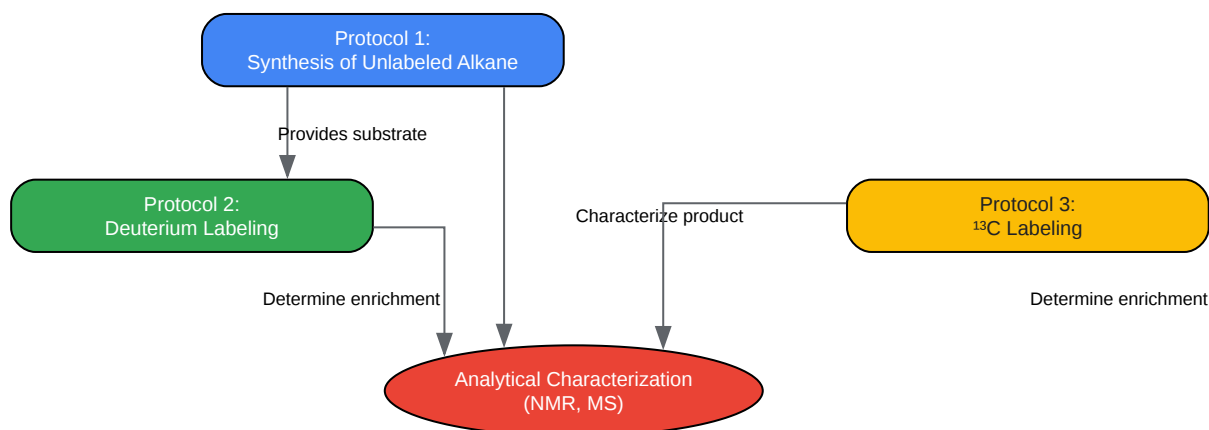 Protocol 1:
Synthesis of Unlabeled Alkane
Provides substrate
Protocol 2:
Deuterium Labeling
Characterize product
Protocol 3:
¹³C Labeling
Determine enrichment
Determine enrichment
Analytical Characterization
(NMR, MS)